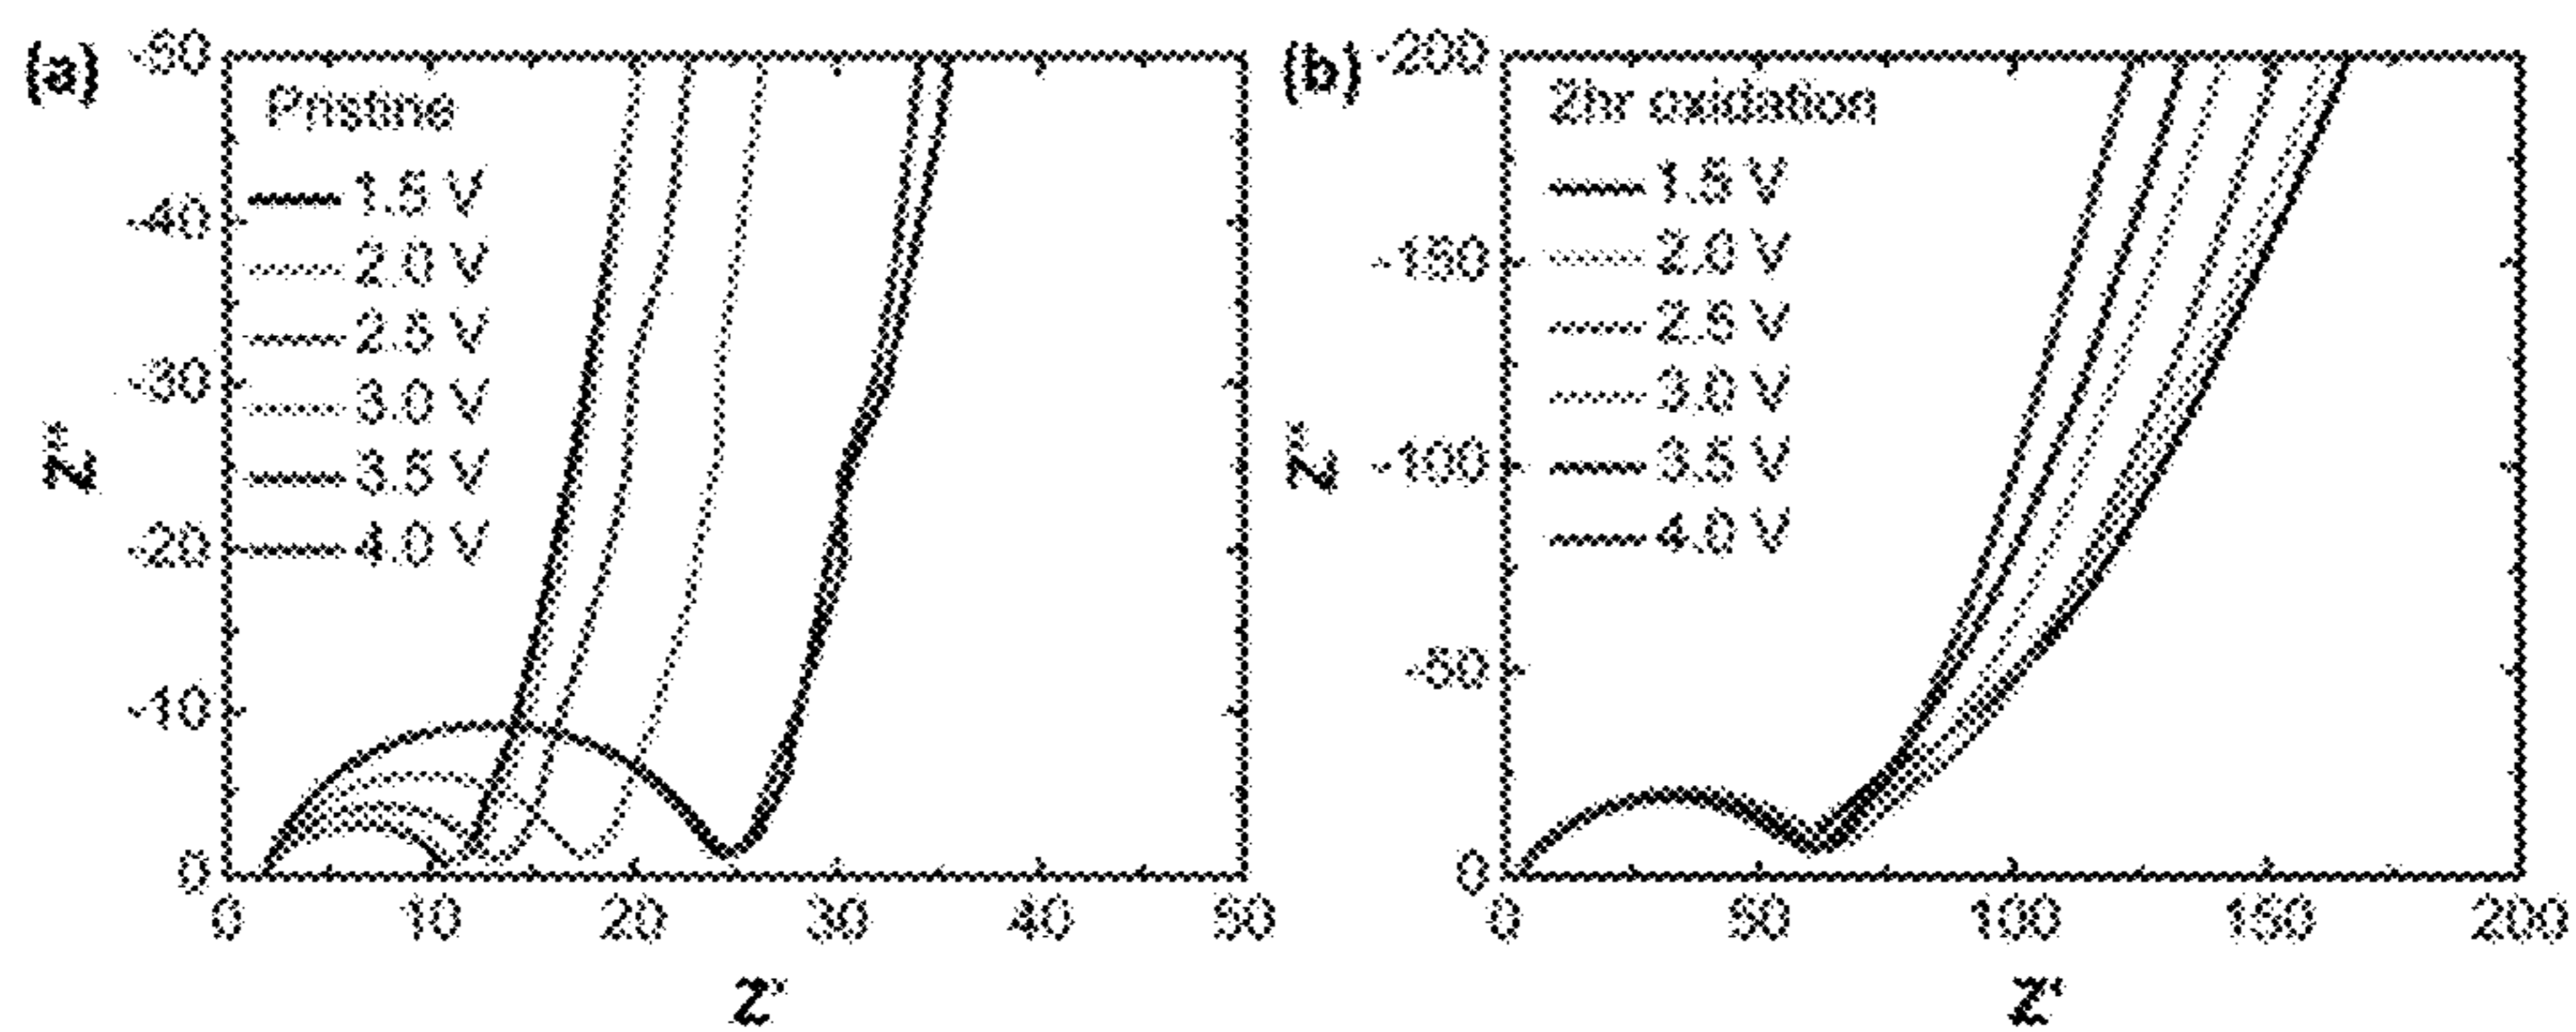 (a)
-50
Pristine
1.5 V
-40
2.0 V
2.5 V
-30
3.0 V
3.5 V
-20
4.0 V
-10
0
0 10 20 30 40 50
Z''
Z'
(b)
-200
2hr oxidation
1.5 V
2.0 V
-150
2.5 V
3.0 V
-100
3.5 V
4.0 V
-50
0
0 50 100 150 200
Z''
Z'